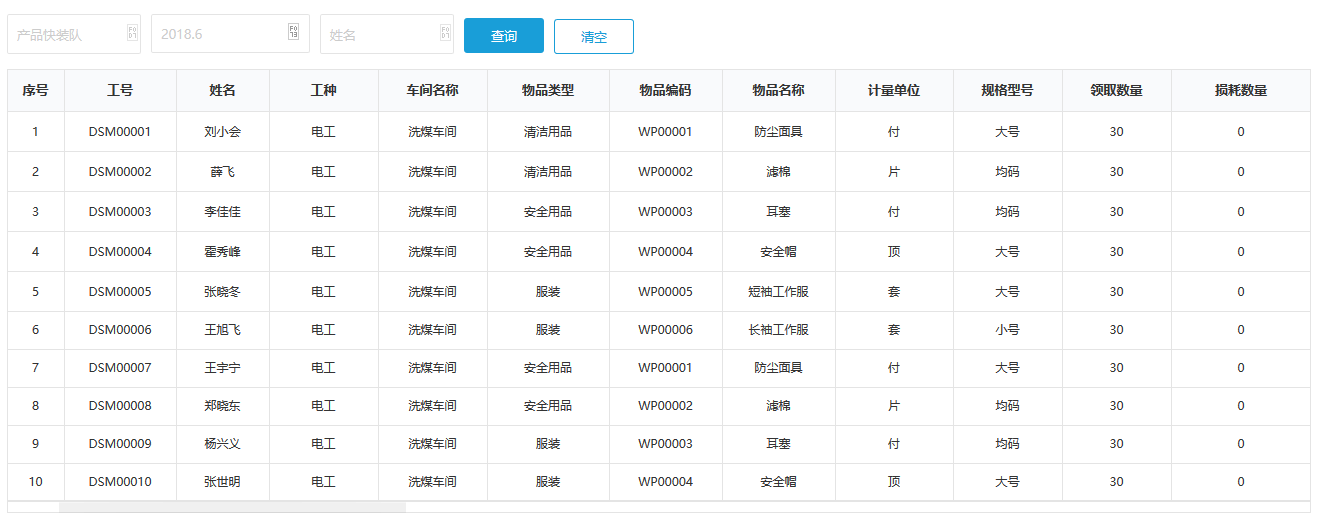 产品快装队 2018.6 姓名 查询 清空
序号 工号 姓名 工种 车间名称 物品类型 物品编码 物品名称 计量单位 规格型号 领取数量 损耗数量
1 DSM00001 刘小会 电工 洗煤车间 清洁用品 WP00001 防尘面具 付 大号 30 0
2 DSM00002 薛飞 电工 洗煤车间 清洁用品 WP00002 滤棉 片 均码 30 0
3 DSM00003 李佳佳 电工 洗煤车间 安全用品 WP00003 耳塞 付 均码 30 0
4 DSM00004 霍秀峰 电工 洗煤车间 安全用品 WP00004 安全帽 顶 大号 30 0
5 DSM00005 张晓冬 电工 洗煤车间 服装 WP00005 短袖工作服 套 大号 30 0
6 DSM00006 王旭飞 电工 洗煤车间 服装 WP00006 长袖工作服 套 小号 30 0
7 DSM00007 王宇宁 电工 洗煤车间 安全用品 WP00001 防尘面具 付 大号 30 0
8 DSM00008 郑晓东 电工 洗煤车间 安全用品 WP00002 滤棉 片 均码 30 0
9 DSM00009 杨兴义 电工 洗煤车间 服装 WP00003 耳塞 付 均码 30 0
10 DSM00010 张世明 电工 洗煤车间 服装 WP00004 安全帽 顶 大号 30 0